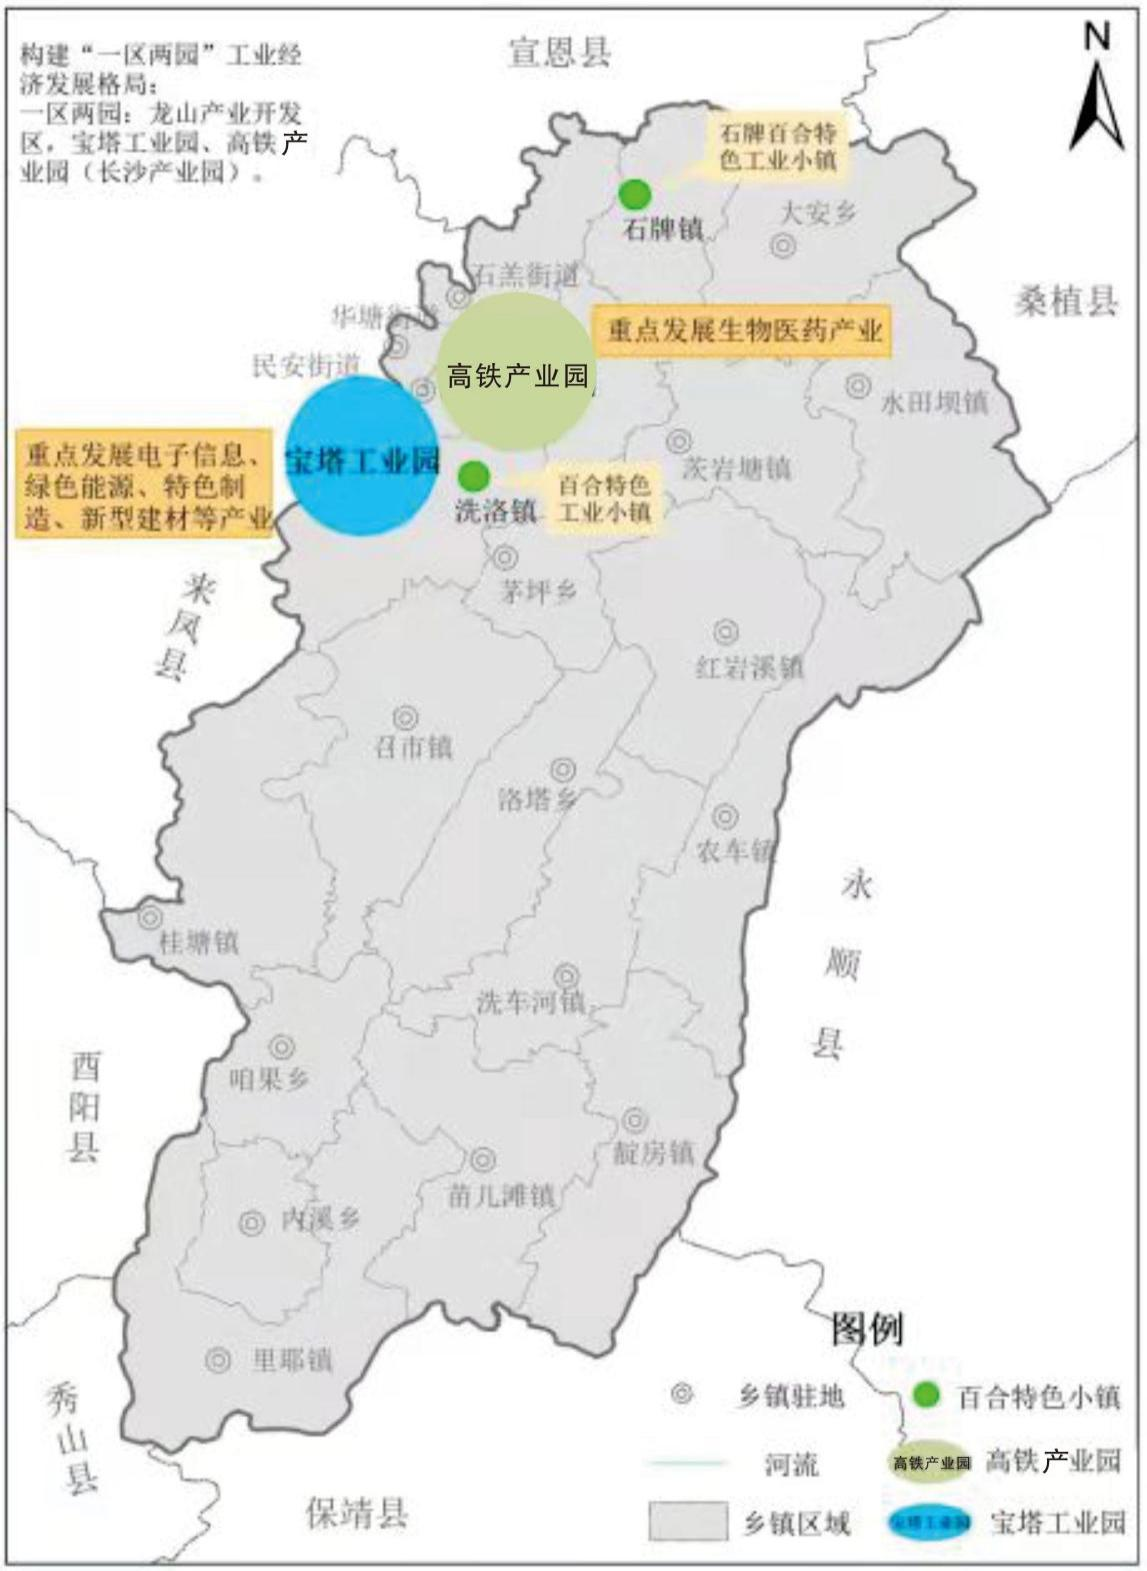 构建“一区两园”工业经
济发展格局:
一区两园: 龙山产业开发
区, 宝塔工业园、高铁产
业园（长沙产业园）。
宣恩县
N
石牌百合特
色工业小镇
石牌镇
大安乡
桑植县
石羔街道
华塘街道
重点发展生物医药产业
民安街道
高铁产业园
水田坝镇
重点发展电子信息、
绿色能源、特色制
造、新型建材等产业
宝塔工业园
茨岩塘镇
洗洛镇
百合特色
工业小镇
茅坪乡
来凤县
红岩溪镇
召市镇
洛塔乡
农车镇
永顺县
桂塘镇
洗车河镇
酉阳县
咱果乡
靛房镇
苗儿滩镇
内溪乡
里耶镇
秀山县
保靖县
图例
乡镇驻地
百合特色小镇
河流
高铁产业园
高铁产业园
乡镇区域
宝塔工业园
宝塔工业园